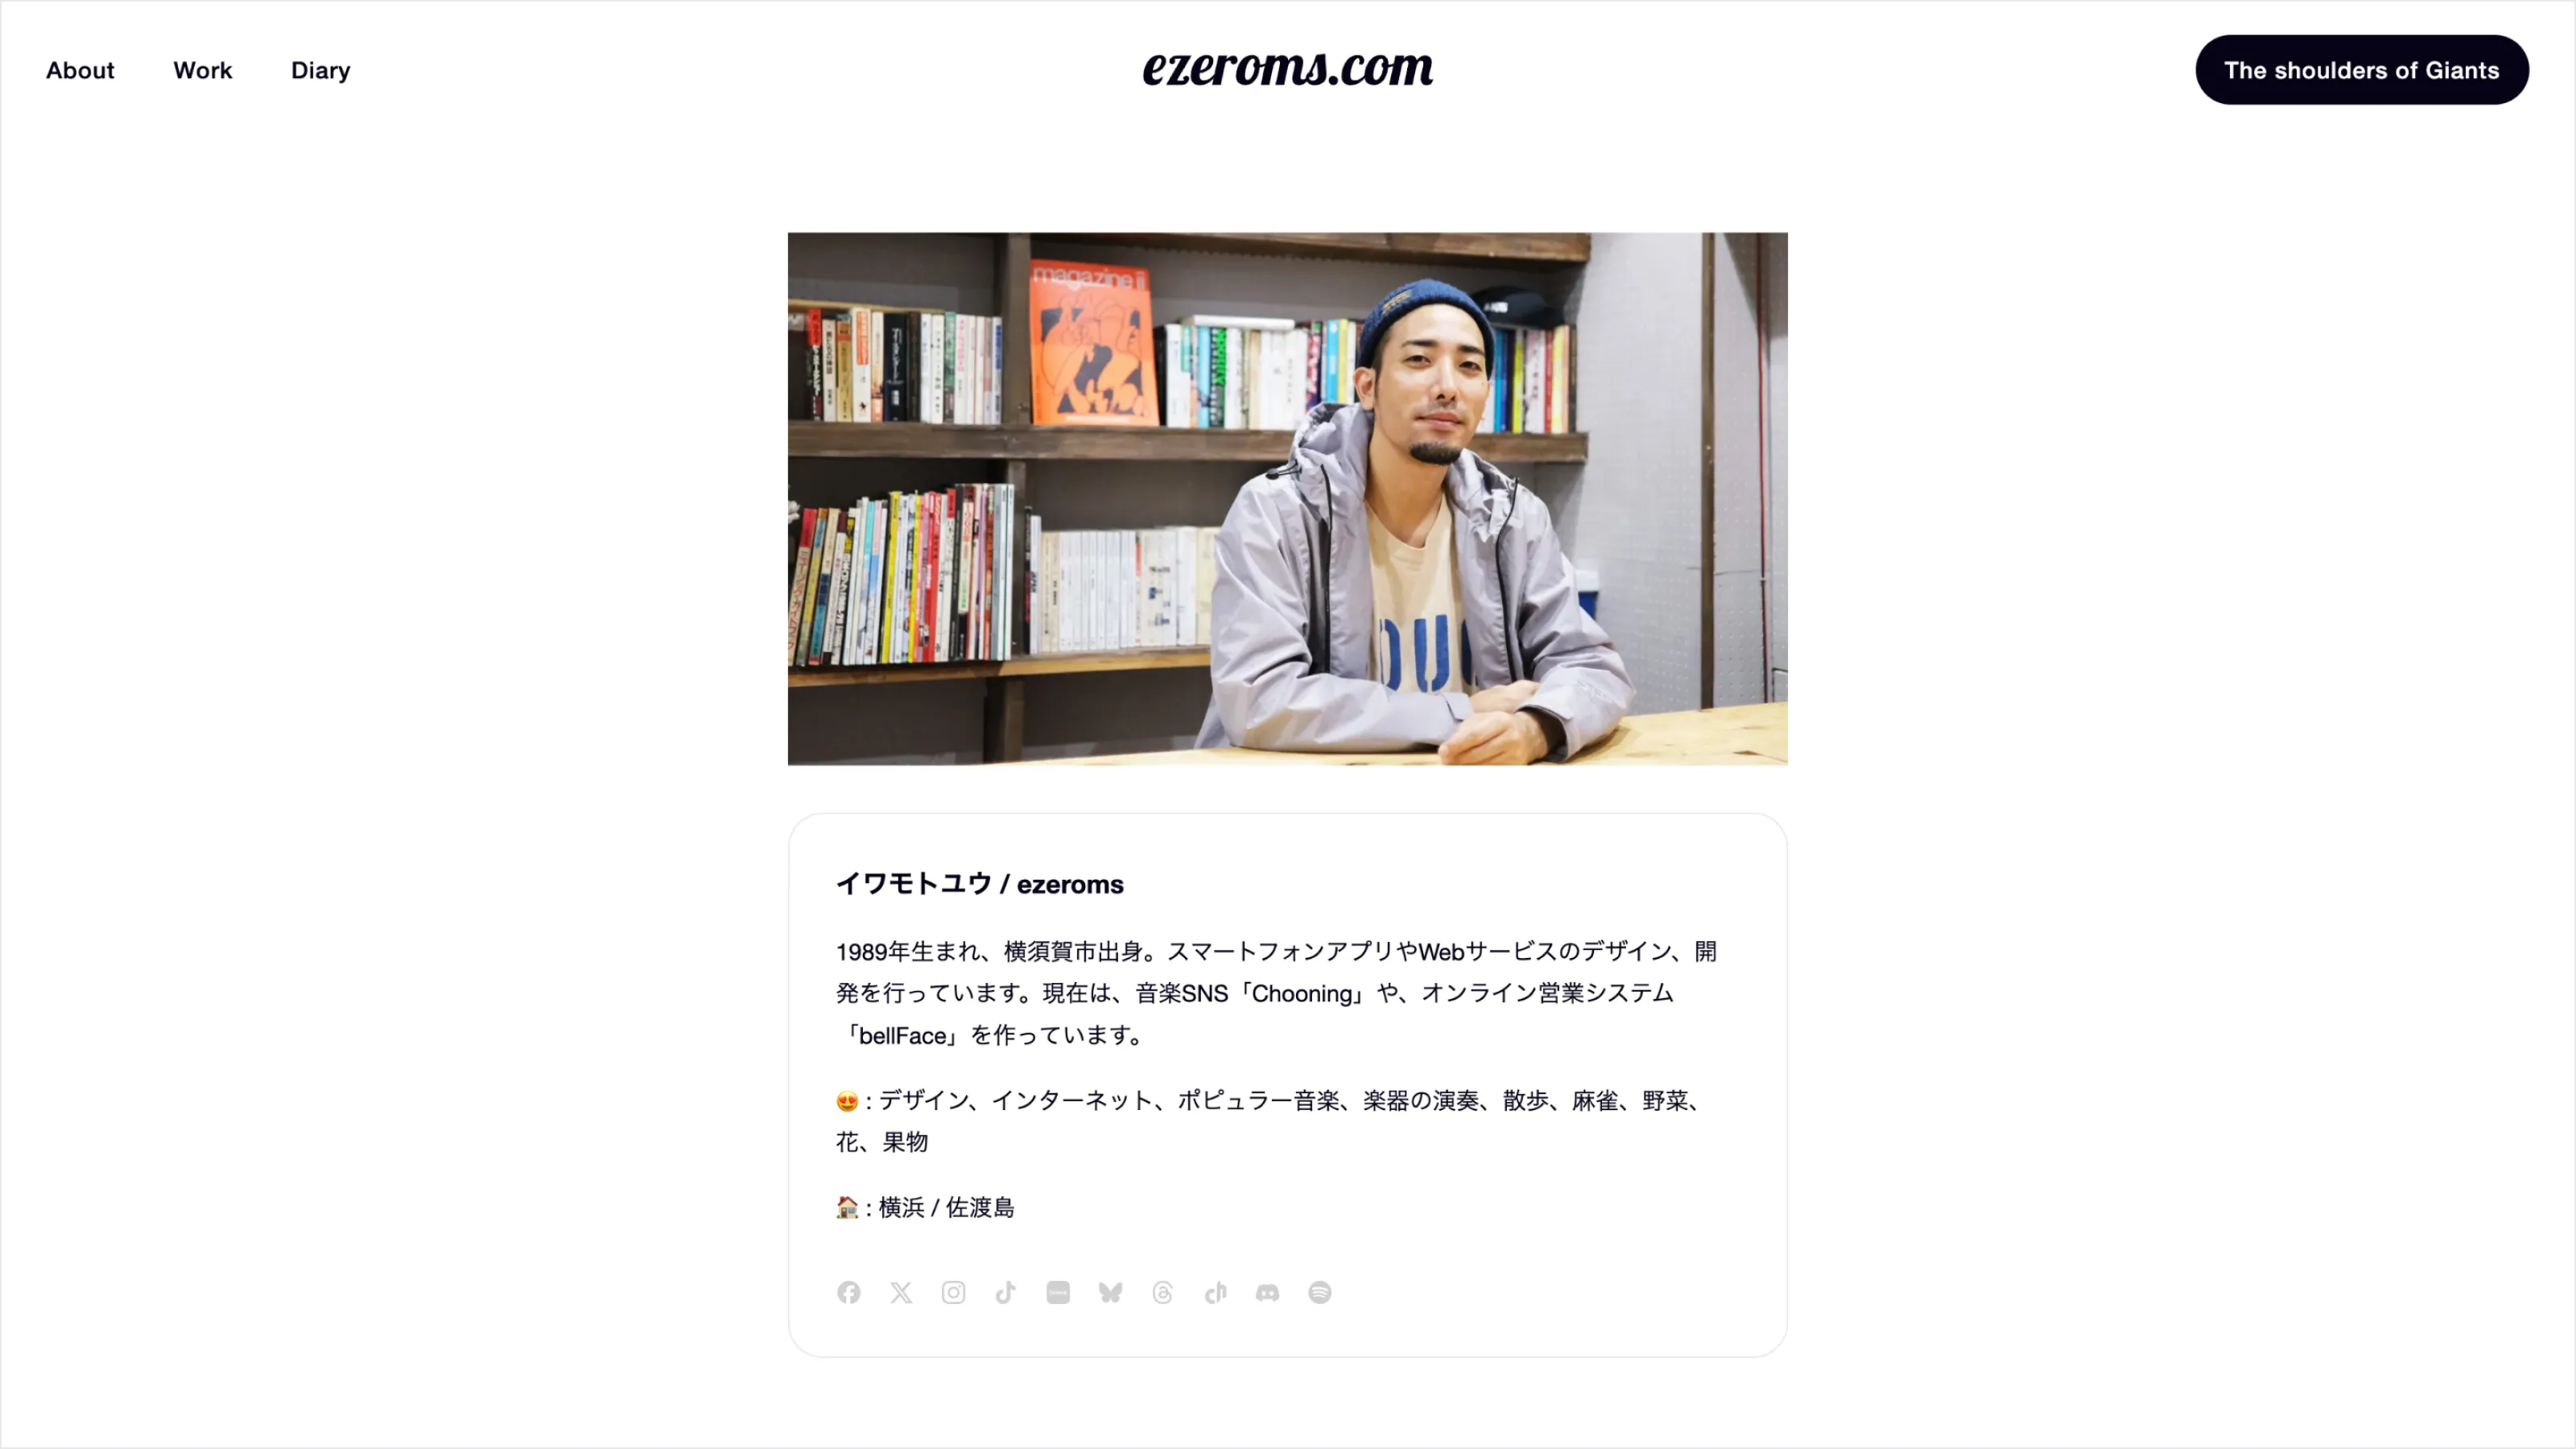 About
Work
Diary
ezeroms.com
The shoulders of Giants
magazine ii
OU
イワモトユウ / ezeroms
1989年生まれ、横須賀市出身。スマートフォンアプリやWebサービスのデザイン、開
発を行っています。現在は、音楽SNS「Chooning」や、オンライン営業システム
「bellFace」を作っています。
😍 : デザイン、インターネット、ポピュラー音楽、楽器の演奏、散歩、麻雀、野菜、
花、果物
🏠 : 横浜 / 佐渡島